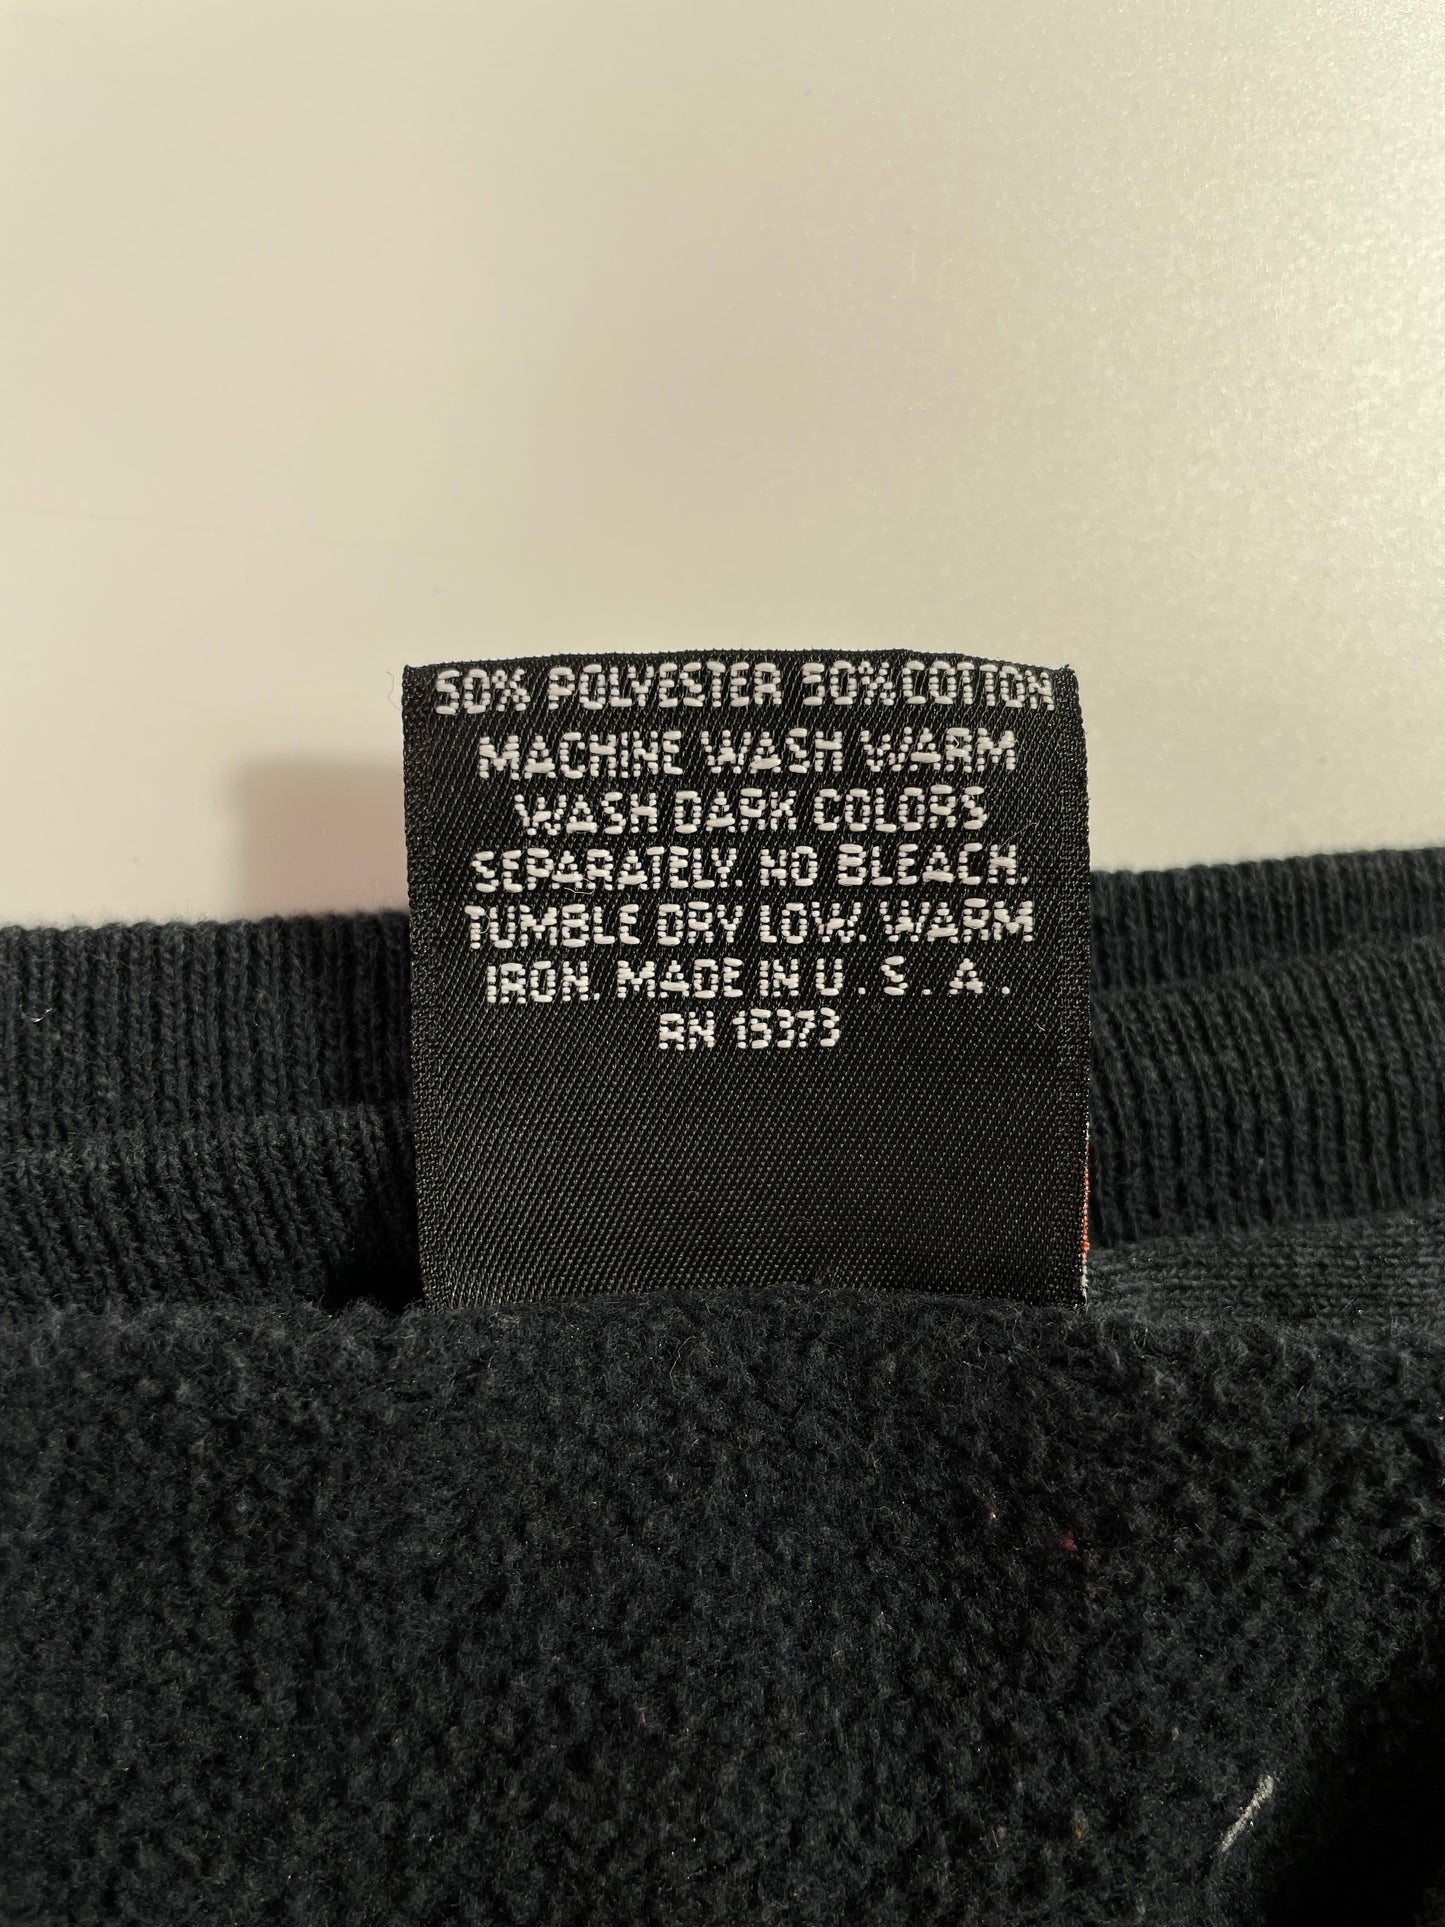 50% POLYESTER 50% COTTON
MACHINE WASH WARM
WASH DARK COLORS
SEPARATELY. NO BLEACH.
TUMBLE DRY LOW. WARM
IRON. MADE IN U.S.A.
RN 15373